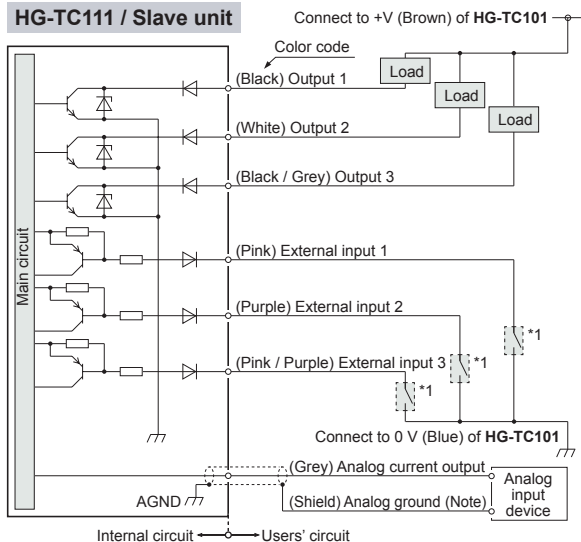 HG-TC111 / Slave unit
Connect to +V (Brown) of HG-TC101
Color code
(Black) Output 1
Load
(White) Output 2
Load
(Black / Grey) Output 3
Load
Main circuit
(Pink) External input 1
*1
(Purple) External input 2
*1
(Pink / Purple) External input 3
*1
Connect to 0 V (Blue) of HG-TC101
(Grey) Analog current output
AGND
(Shield) Analog ground (Note)
Analog
input
device
Internal circuit
Users' circuit